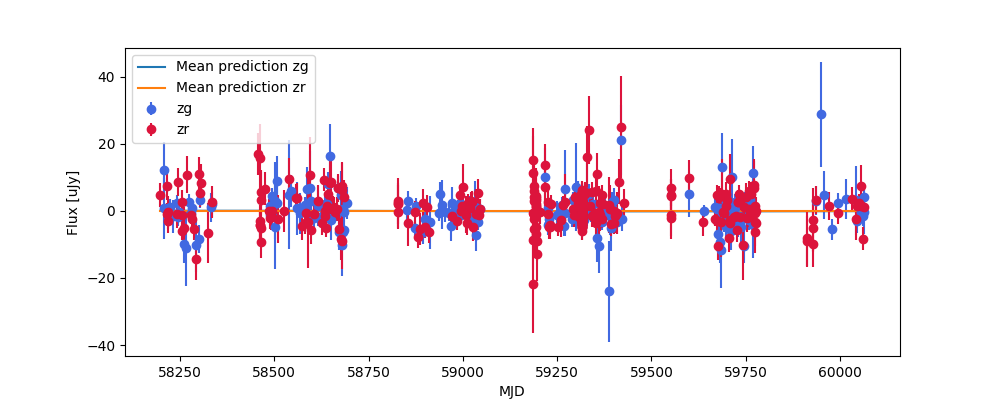 Mean prediction zg
Mean prediction zr
zg
zr
Flux [uJy]
40
20
0
−20
−40
58250
58500
58750
59000
59250
59500
59750
60000
MJD